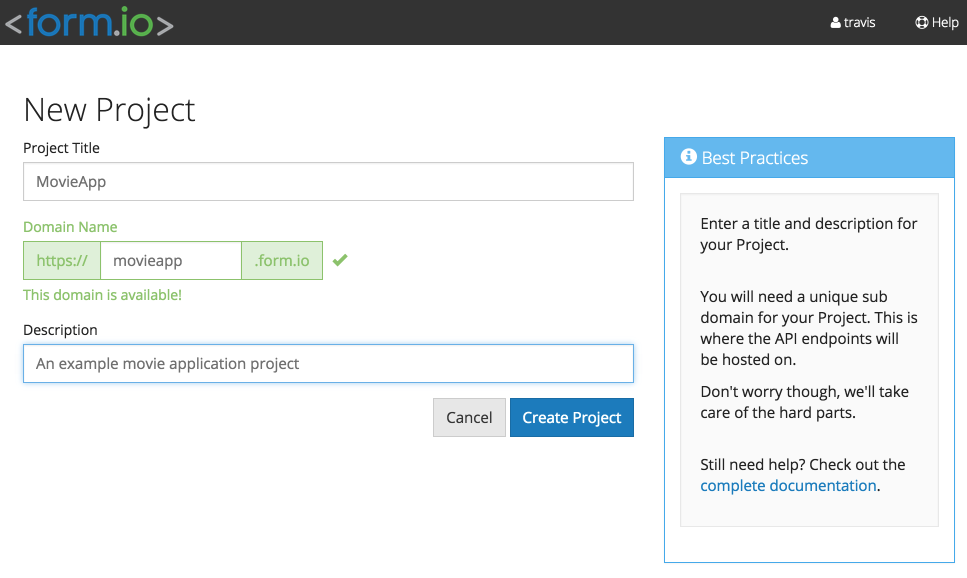 <form.io>
travis
Help
New Project
Project Title
MovieApp
Domain Name
https://
movieapp
.form.io
This domain is available!
Description
An example movie application project
Cancel
Create Project
Best Practices
Enter a title and description for
your Project.
You will need a unique sub
domain for your Project. This is
where the API endpoints will
be hosted on.
Don't worry though, we'll take
care of the hard parts.
Still need help? Check out the
complete documentation.